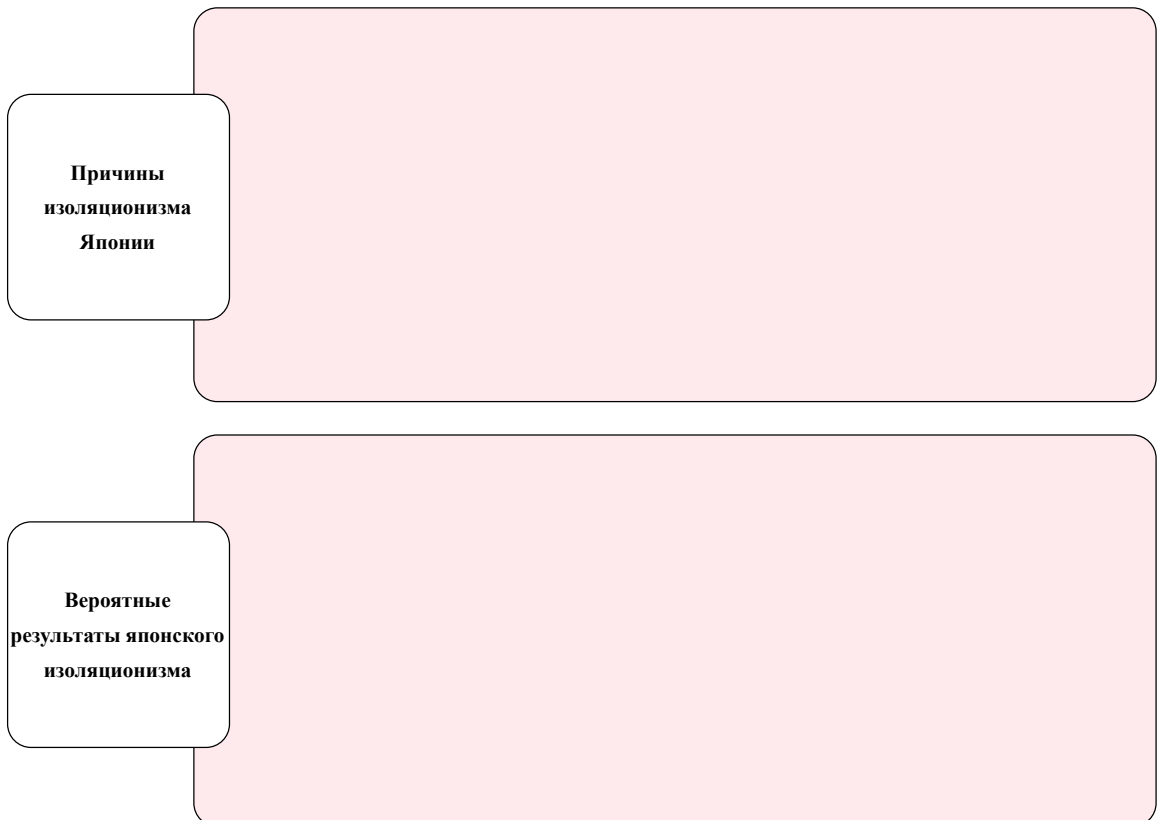 Причины
изоляционизма
Японии
Вероятные
результаты японского
изоляционизма